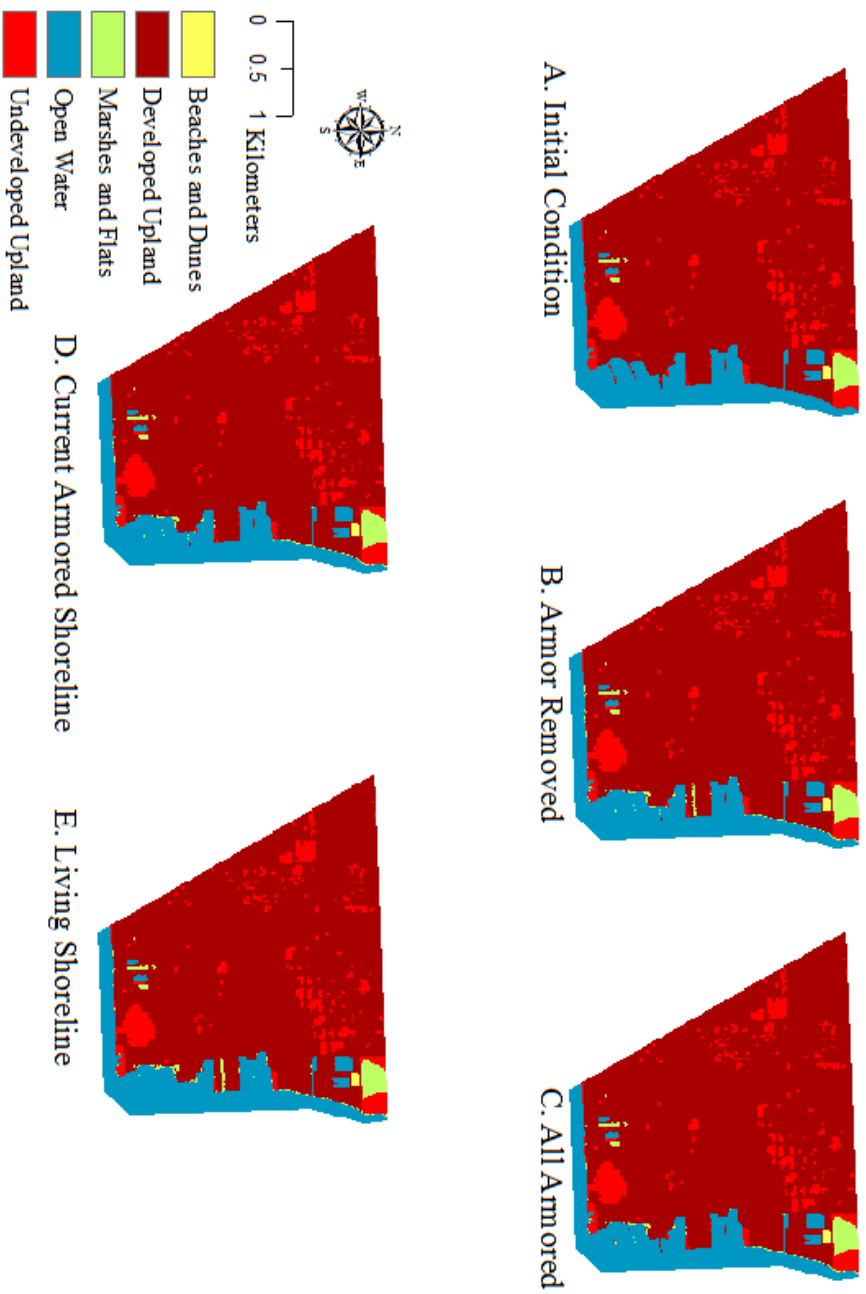 A. Initial Condition
B. Armor Removed
C. All Armored
D. Current Armored Shoreline
E. Living Shoreline
N
W
E
S
0 0.5 1 Kilometers
Beaches and Dunes
Developed Upland
Marshes and Flats
Open Water
Undeveloped Upland